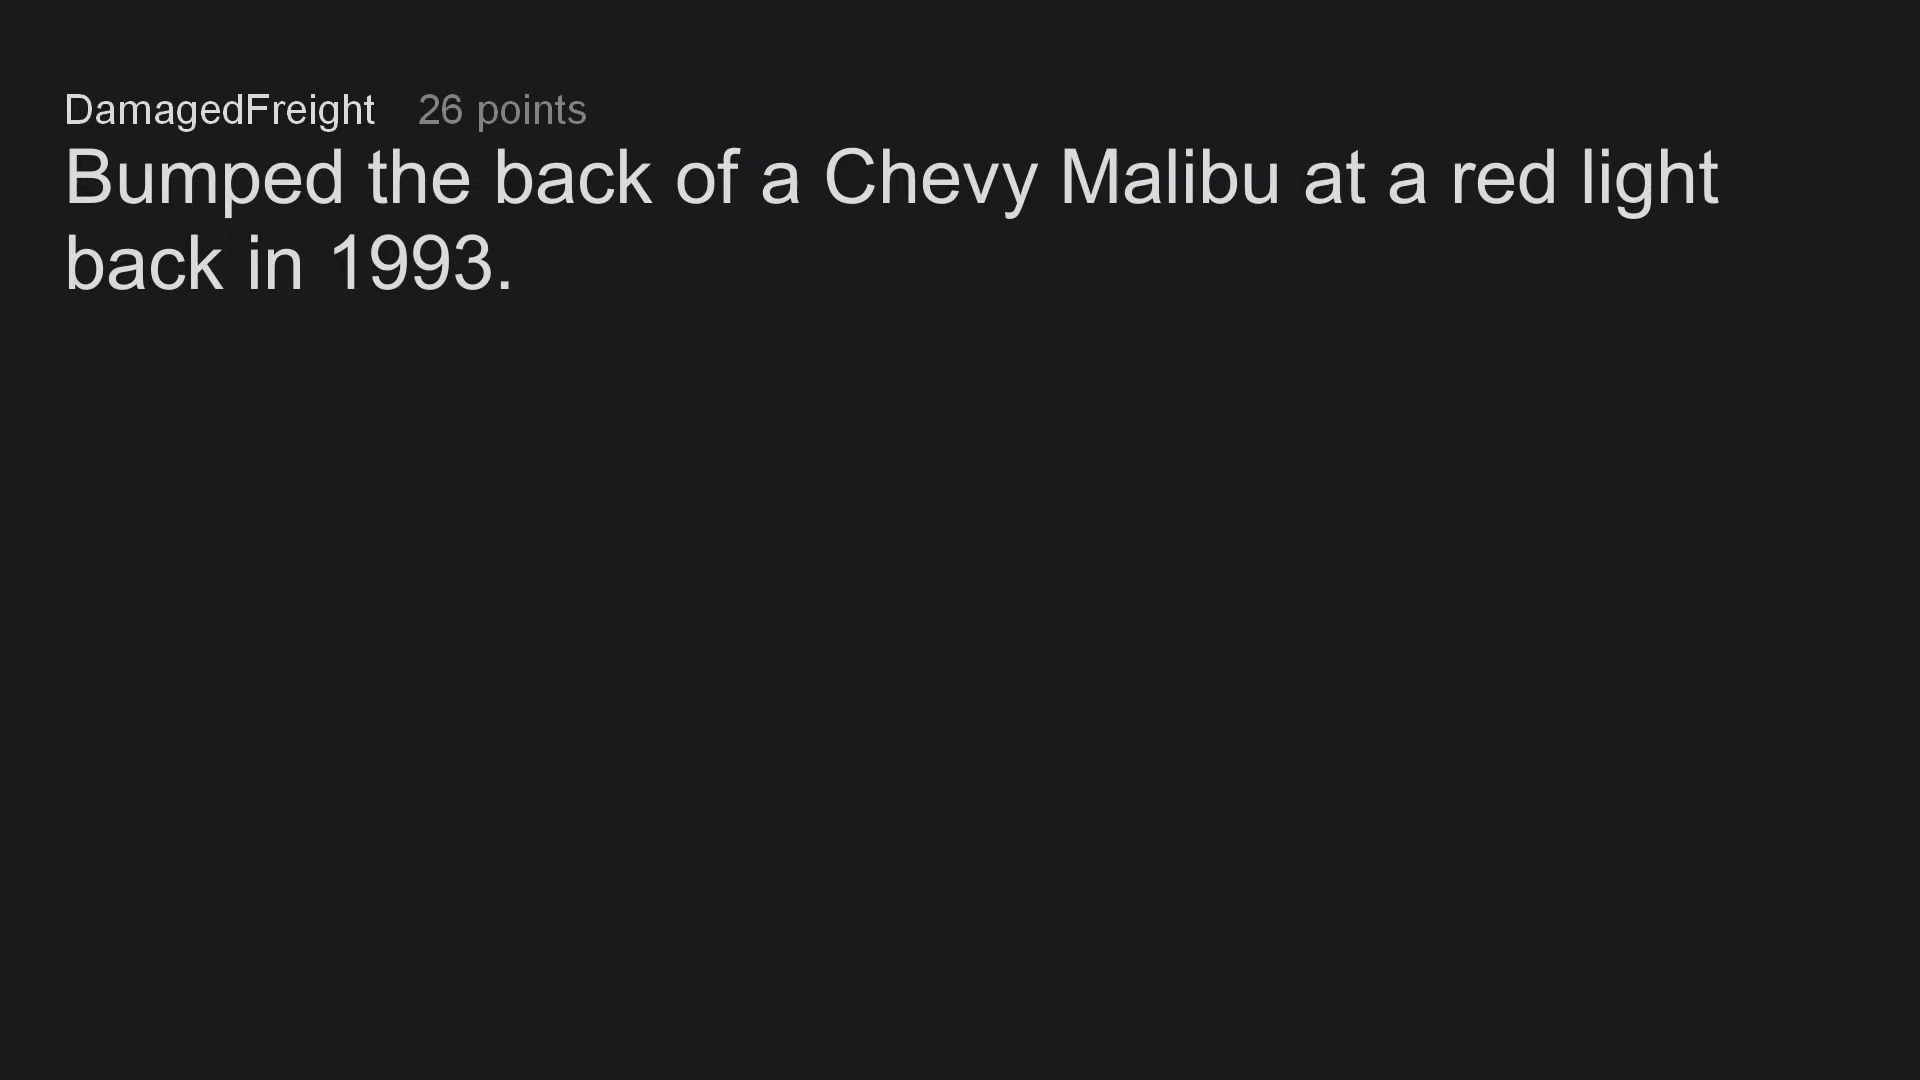 DamagedFreight 26 points
Bumped the back of a Chevy Malibu at a red light
back in 1993.